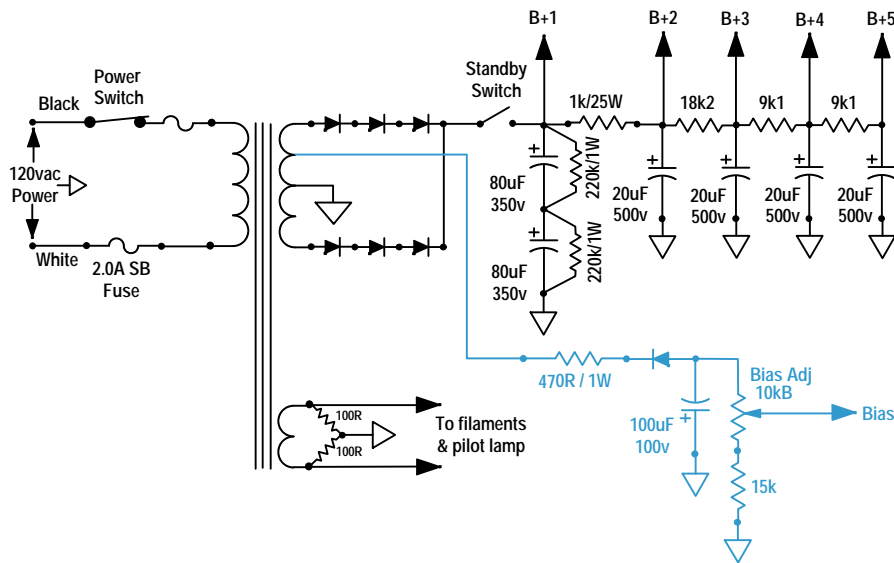 B+1
B+2
B+3
B+4
B+5
Power
Switch
Standby
Switch
Black
1k/25W
18k2
9k1
9k1
120vac
Power
+
80uF
350v
220k/1W
+
20uF
500v
+
20uF
500v
+
20uF
500v
+
20uF
500v
White
2.0A SB
Fuse
+
80uF
350v
220k/1W
470R / 1W
Bias Adj
10kB
Bias
100uF
+
100v
15k
100R
100R
To filaments
& pilot lamp